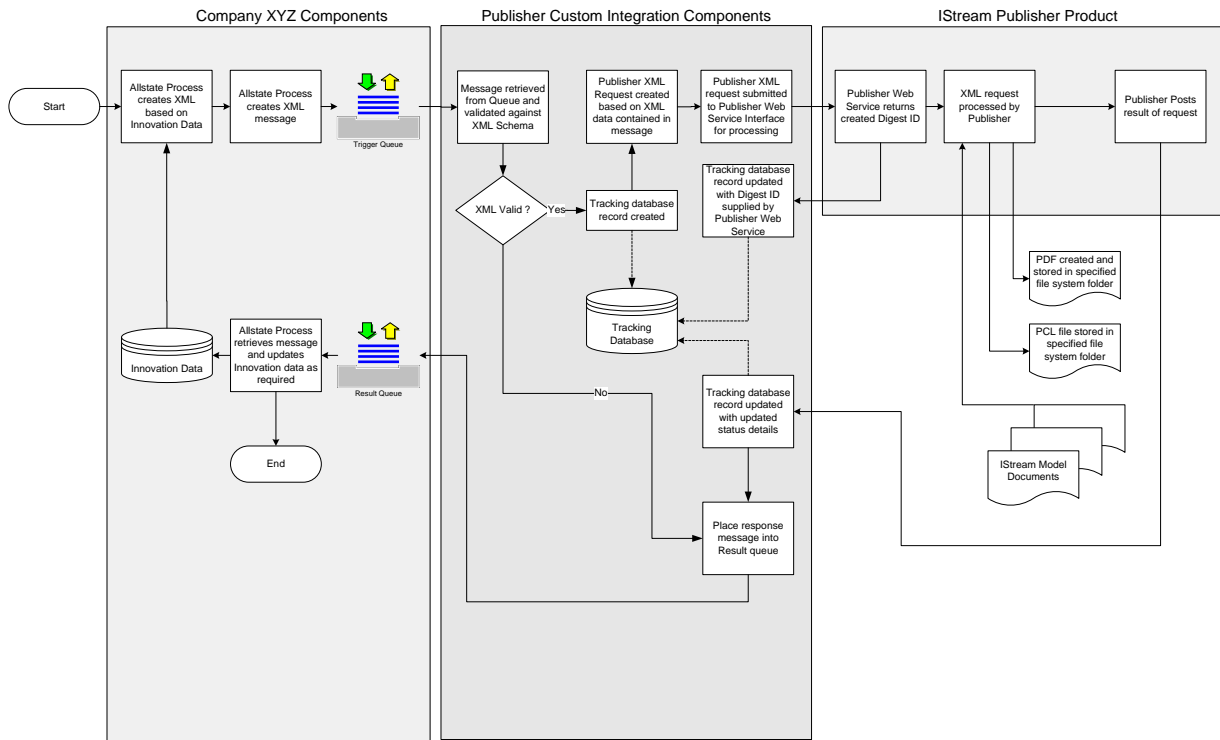 Company XYZ Components
Publisher Custom Integration Components
IStream Publisher Product
Start
Allstate Process
creates XML
based on
Innovation Data
Allstate Process
creates XML
message
Trigger Queue
Message retrieved
from Queue and
validated against
XML Schema
Publisher XML
Request created
based on XML
data contained in
message
Publisher XML
request submitted
to Publisher Web
Service Interface
for processing
Publisher Web
Service returns
created Digest ID
XML request
processed by
Publisher
Publisher Posts
result of request
XML Valid ?
Yes
Tracking database
record created
Tracking database
record updated
with Digest ID
supplied by
Publisher Web
Service
PDF created and
stored in specified
file system folder
Tracking
Database
PCL file stored in
specified file
system folder
Innovation Data
Allstate Process
retrieves message
and updates
Innovation data as
required
Result Queue
No
Tracking database
record updated
with updated
status details
End
IStream Model
Documents
Place response
message into
Result queue